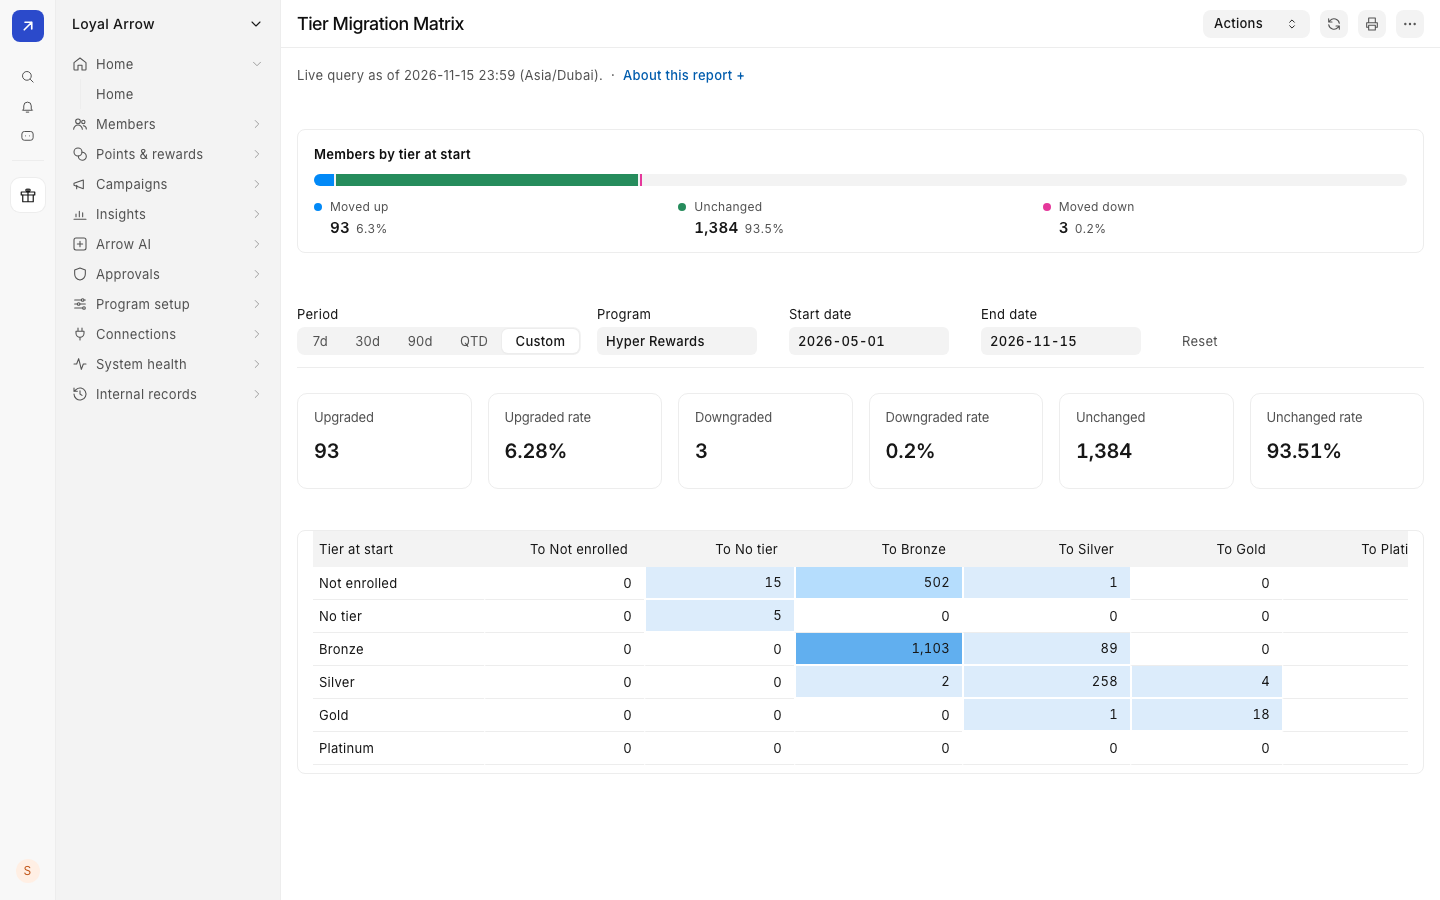 Loyal Arrow
Home
Home
Members
Points & rewards
Campaigns
Insights
Arrow AI
Approvals
Program setup
Connections
System health
Internal records
S
Tier Migration Matrix
Actions
Live query as of 2026-11-15 23:59 (Asia/Dubai). · About this report +
Members by tier at start
Moved up Unchanged Moved down
93 6.3% 1,384 93.5% 3 0.2%
Period Program Start date End date
7d 30d 90d QTD Custom Hyper Rewards 2026-05-01 2026-11-15 Reset
Upgraded Upgraded rate Downgraded Downgraded rate Unchanged Unchanged rate
93 6.28% 3 0.2% 1,384 93.51%
Tier at start To Not enrolled To No tier To Bronze To Silver To Gold To Plati
Not enrolled 0 15 502 1 0
No tier 0 5 0 0 0
Bronze 0 0 1,103 89 0
Silver 0 0 2 258 4
Gold 0 0 0 1 18
Platinum 0 0 0 0 0